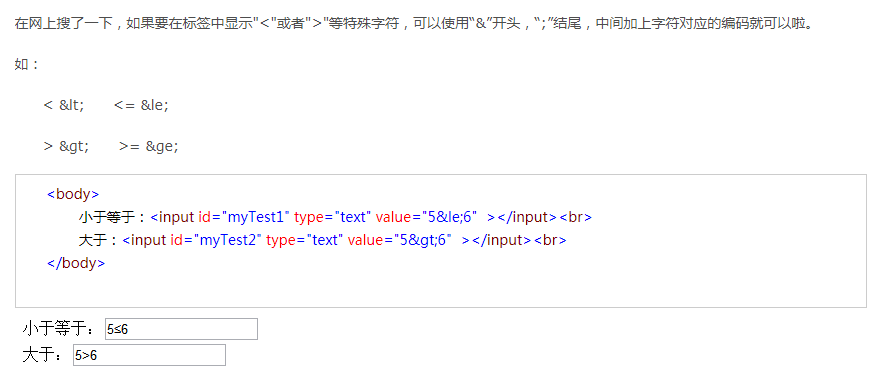 在网上搜了一下，如果要在标签中显示"<"或者">"等特殊字符，可以使用“&”开头，“;”结尾，中间加上字符对应的编码就可以啦。
如：
< &lt;  <= &le;
> &gt;  >= &ge;
<body>
小于等于：<input id="myTest1" type="text" value="5&le;6" ></input><br>
大于：<input id="myTest2" type="text" value="5&gt;6" ></input><br>
</body>
小于等于： 5≤6
大于： 5>6